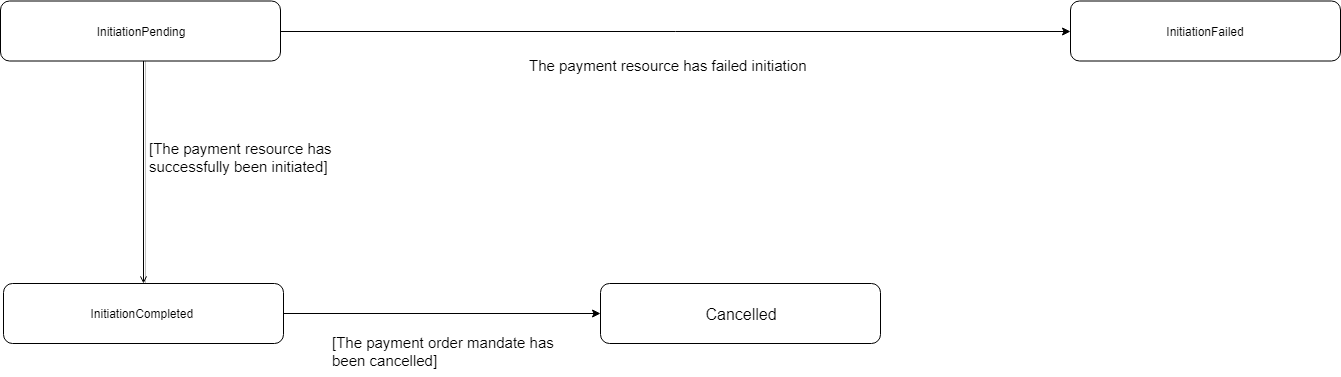 InitiationPending
InitiationFailed
The payment resource has failed initiation
[The payment resource has
successfully been initiated]
InitiationCompleted
Cancelled
[The payment order mandate has
been cancelled]